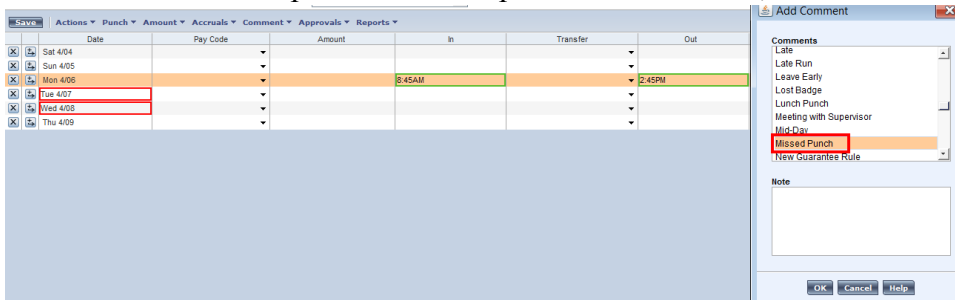 Save Actions Punch Amount Accruals Comment Approvals Reports
Date Pay Code Amount In Transfer Out
Sat 4/04
Sun 4/05
Mon 4/06 8:45AM 2:45PM
Tue 4/07
Wed 4/08
Thu 4/09
Add Comment
Comments
Late
Late Run
Leave Early
Lost Badge
Lunch Punch
Meeting with Supervisor
Mid-Day
Missed Punch
New Guarantee Rule
Note
OK Cancel Help